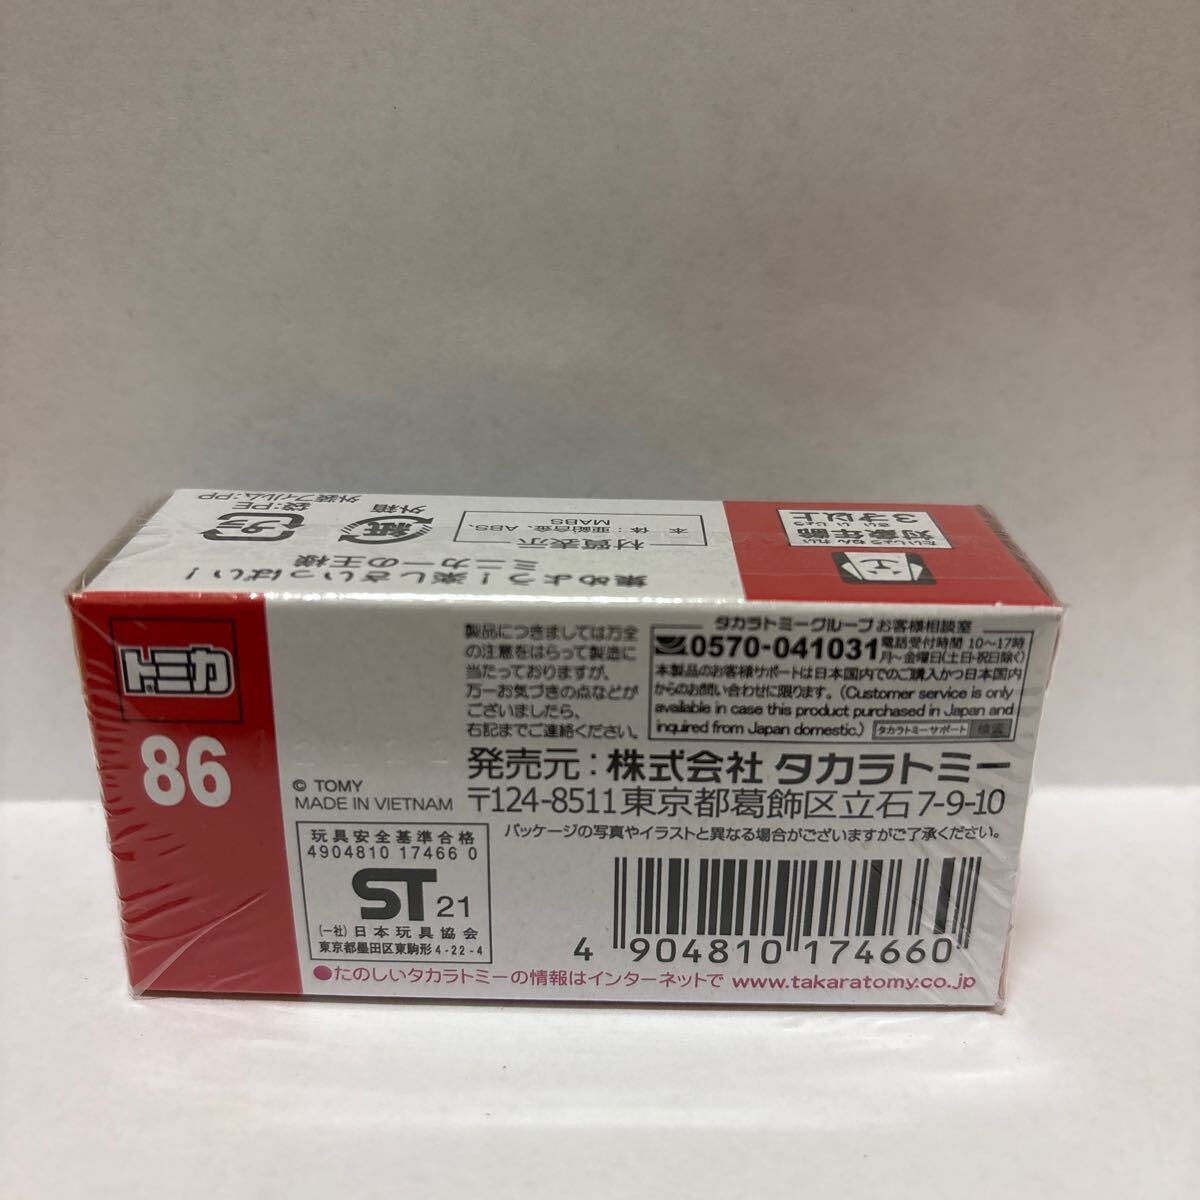 外装フィルム:PP
袋:PE
プラ
外箱
紙
材質表示
本体:亜鉛合金、ABS、
MABS
集めよう!楽しさいっぱい!
ミニカーの王様
たいしょうねんれい
対象年齢
さいいじょう
3才以上
トミカ
86
© TOMY
MADE IN VIETNAM
製品につきましては万全
の注意をはらって製造に
当たっておりますが、
万一お気づきの点などが
ございましたら、
右記までご連絡ください。
タカラトミーグループお客様相談室
0570-041031 電話受付時間 10〜17時
月〜金曜日(土日・祝日除く)
本製品のお客様サポートは日本国内でのご購入かつ日本国内
からのお問い合わせに限ります。(Customer service is only
available in case this product purchased in Japan and
inquired from Japan domestic.) タカラトミーサポート 検索
発売元:株式会社 タカラトミー
〒124-8511 東京都葛飾区立石7-9-10
パッケージの写真やイラストと異なる場合がございますがご了承ください。
玩具安全基準合格
4904810 17466 0
ST 21
(一社)日本玩具協会
東京都墨田区東駒形4-22-4
4 904810 174660
●たのしいタカラトミーの情報はインターネットで www.takaratomy.co.jp